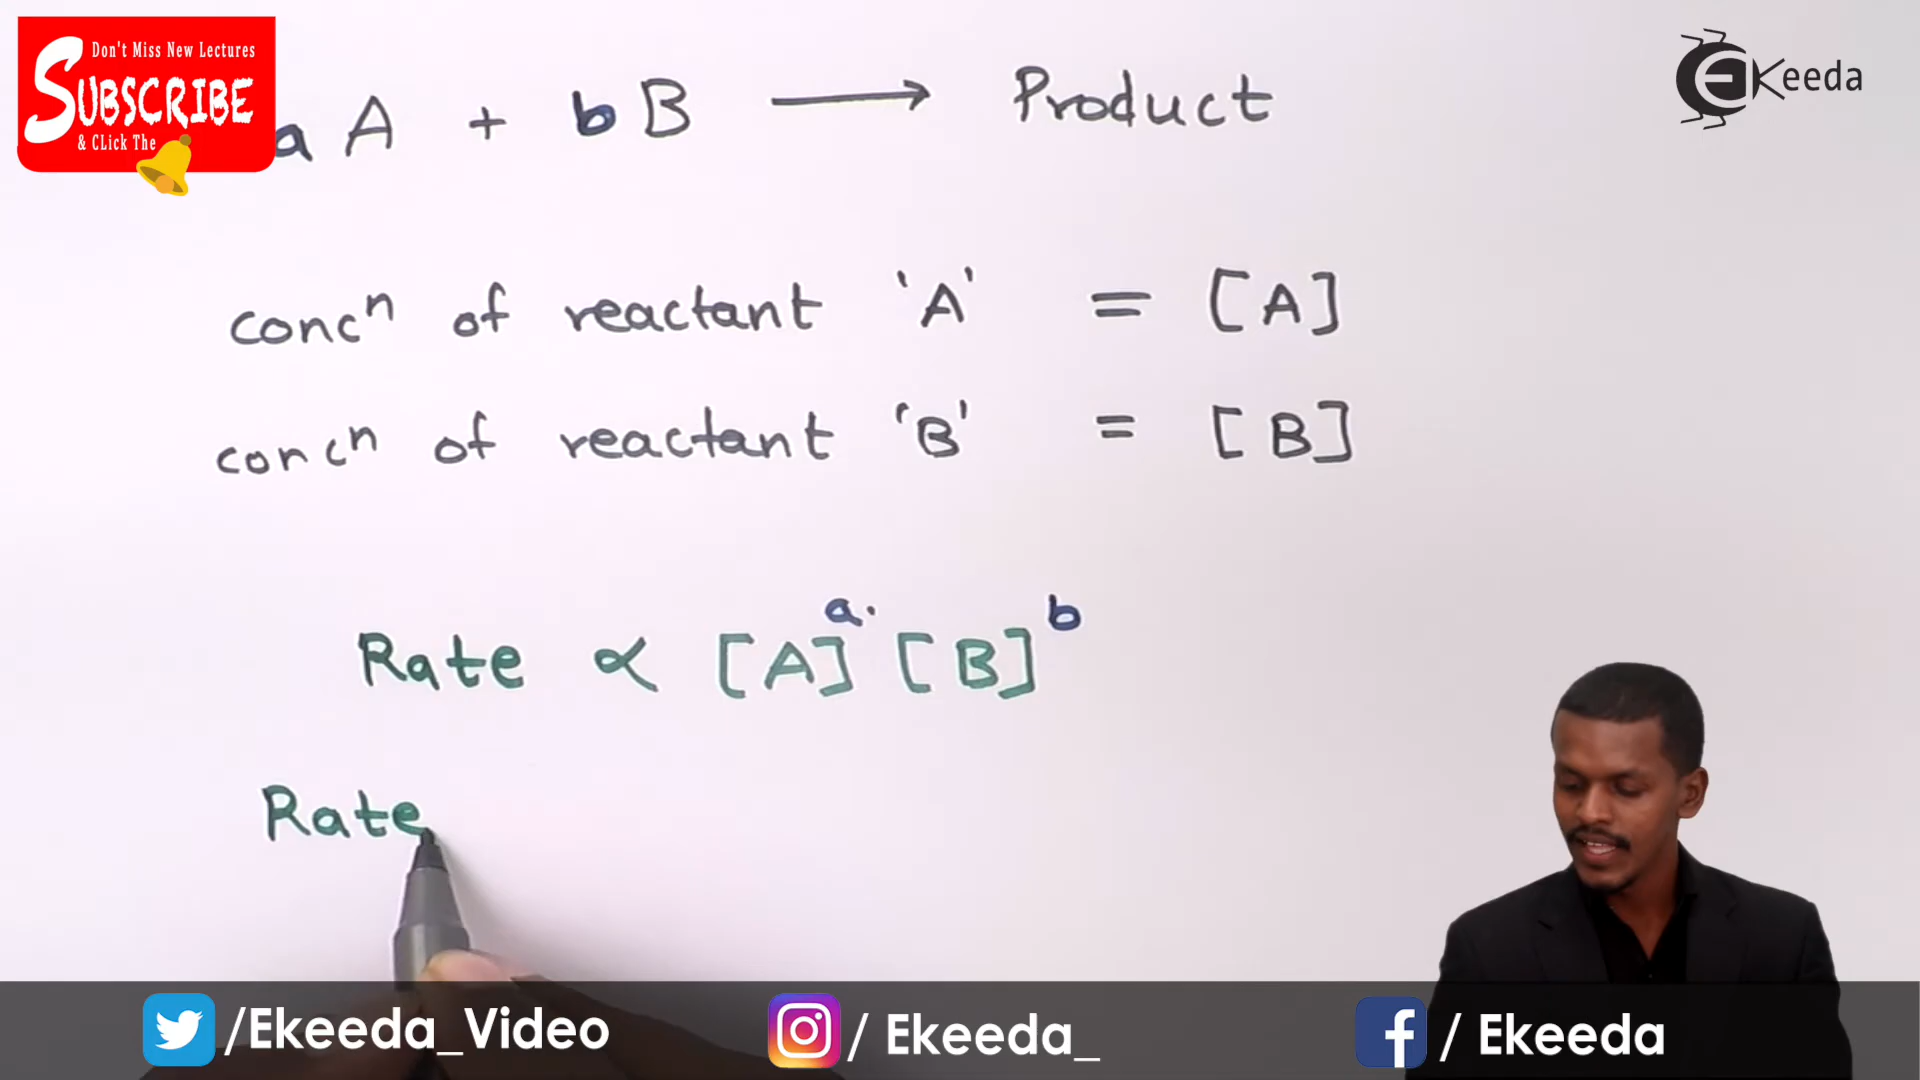 Don't Miss New Lectures
SUBSCRIBE
& CLick The
Ekeeda
a A + b B ⟶ Product
concⁿ of reactant 'A' = [A]
concⁿ of reactant 'B' = [B]
Rate ∝ [A]ᵃ· [B]ᵇ
Rate
/Ekeeda_Video
/ Ekeeda_
/ Ekeeda